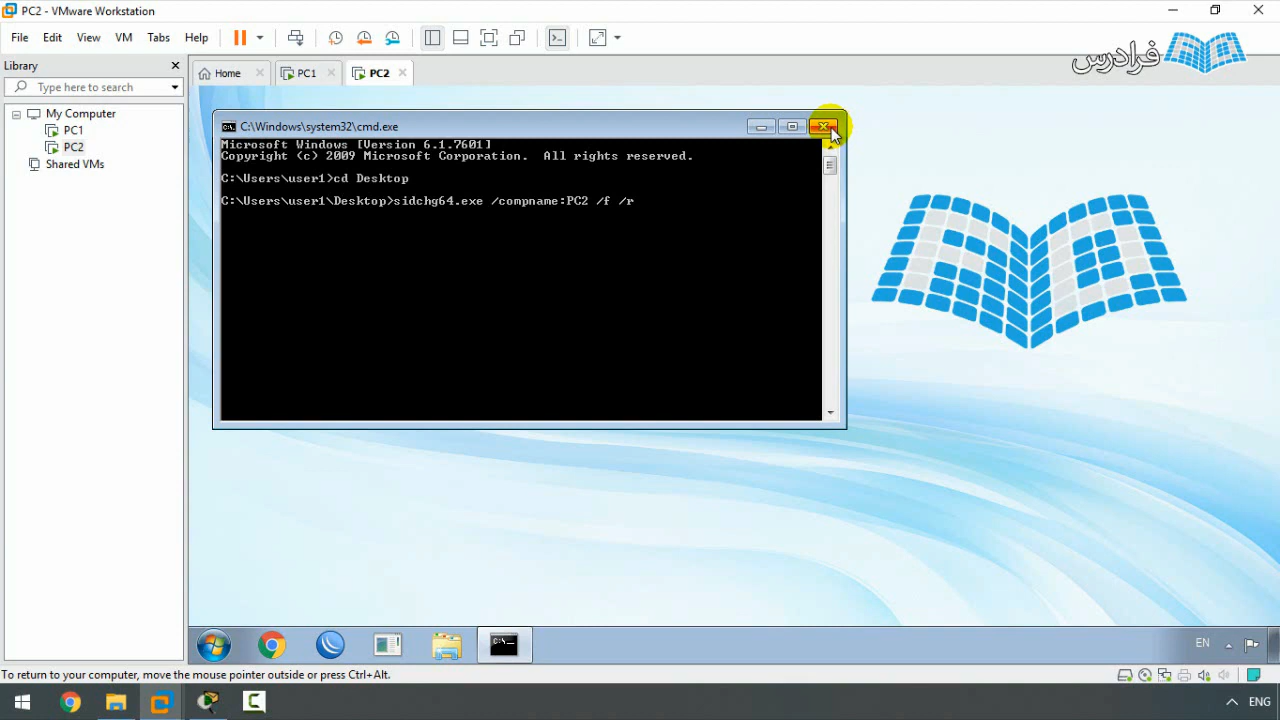 PC2 - VMware Workstation
File Edit View VM Tabs Help
Library
Type here to search
My Computer
PC1
PC2
Shared VMs
Home
PC1
PC2
فرادرس
C:\Windows\system32\cmd.exe
Microsoft Windows [Version 6.1.7601]
Copyright (c) 2009 Microsoft Corporation.  All rights reserved.
C:\Users\user1>cd Desktop
C:\Users\user1\Desktop>sidchg64.exe /compname:PC2 /f /r
C:\
EN
To return to your computer, move the mouse pointer outside or press Ctrl+Alt.
ENG